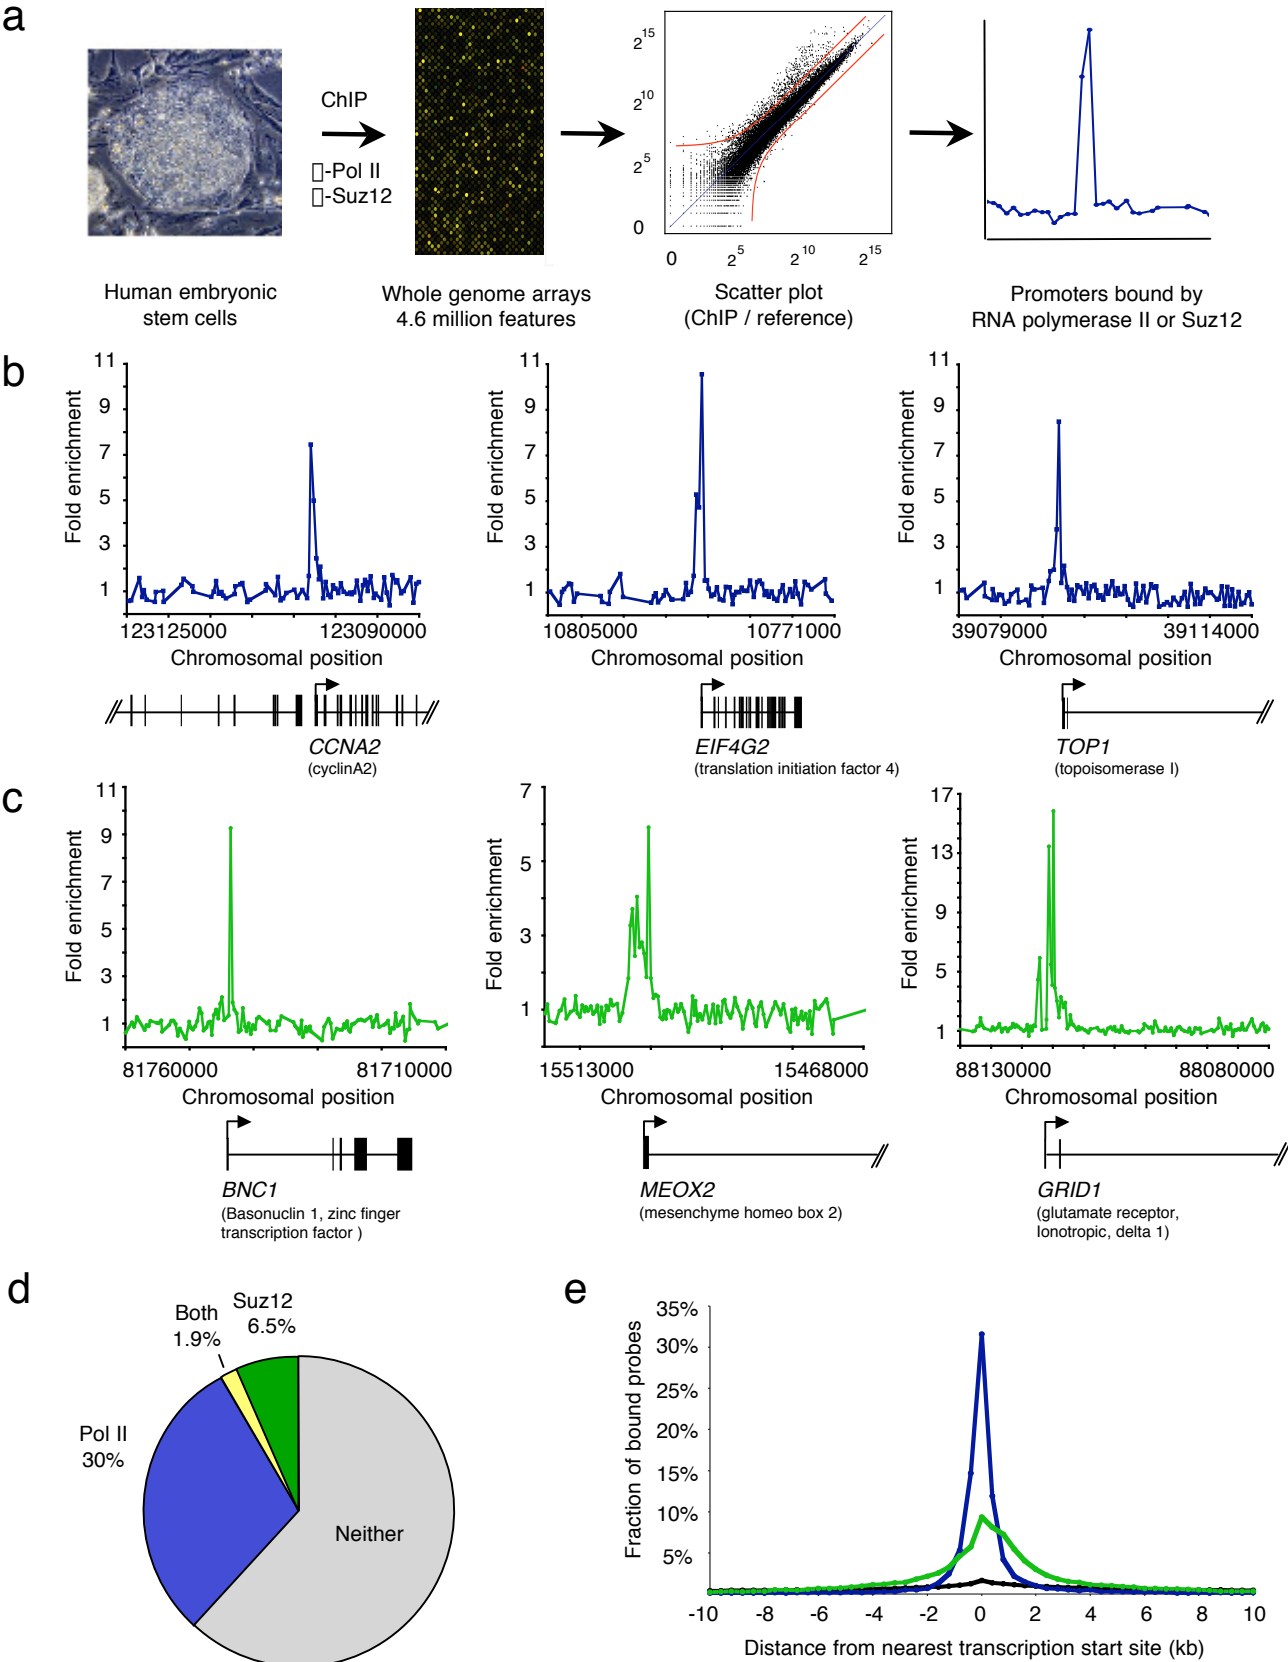 a
ChIP
▯-Pol II
▯-Suz12
2^15
2^10
2^5
0
0 2^5 2^10 2^15
Human embryonic
stem cells
Whole genome arrays
4.6 million features
Scatter plot
(ChIP / reference)
Promoters bound by
RNA polymerase II or Suz12
b
Fold enrichment
11
9
7
5
3
1
123125000 123090000
Chromosomal position
CCNA2
(cyclinA2)
Fold enrichment
11
9
7
5
3
1
10805000 10771000
Chromosomal position
EIF4G2
(translation initiation factor 4)
Fold enrichment
11
9
7
5
3
1
39079000 39114000
Chromosomal position
TOP1
(topoisomerase I)
c
Fold enrichment
11
9
7
5
3
1
81760000 81710000
Chromosomal position
BNC1
(Basonuclin 1, zinc finger
transcription factor )
Fold enrichment
7
5
3
1
15513000 15468000
Chromosomal position
MEOX2
(mesenchyme homeo box 2)
Fold enrichment
17
13
9
5
1
88130000 88080000
Chromosomal position
GRID1
(glutamate receptor,
Ionotropic, delta 1)
d
Suz12
6.5%
Both
1.9%
Pol II
30%
Neither
e
Fraction of bound probes
35%
30%
25%
20%
15%
10%
5%
-10 -8 -6 -4 -2 0 2 4 6 8 10
Distance from nearest transcription start site (kb)